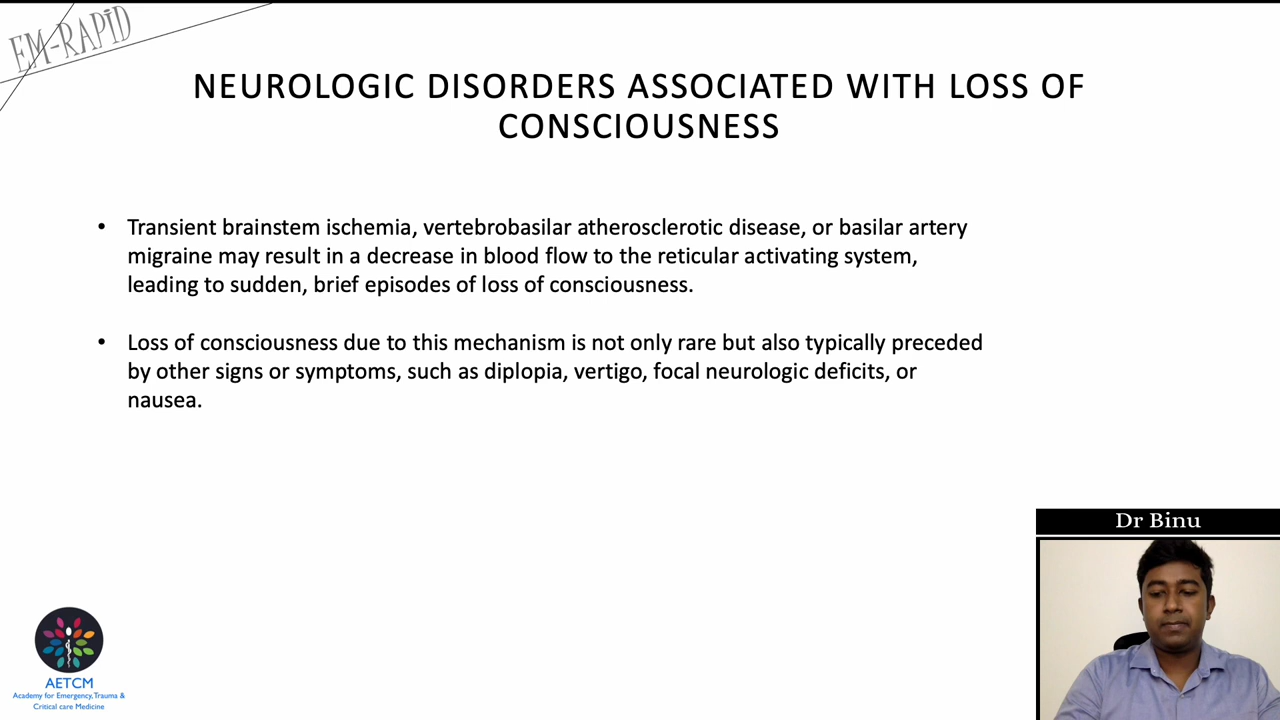 EM-RAPID
NEUROLOGIC DISORDERS ASSOCIATED WITH LOSS OF
CONSCIOUSNESS
• Transient brainstem ischemia, vertebrobasilar atherosclerotic disease, or basilar artery
migraine may result in a decrease in blood flow to the reticular activating system,
leading to sudden, brief episodes of loss of consciousness.
• Loss of consciousness due to this mechanism is not only rare but also typically preceded
by other signs or symptoms, such as diplopia, vertigo, focal neurologic deficits, or
nausea.
Dr Binu
AETCM
Academy for Emergency,Trauma &
Critical care Medicine